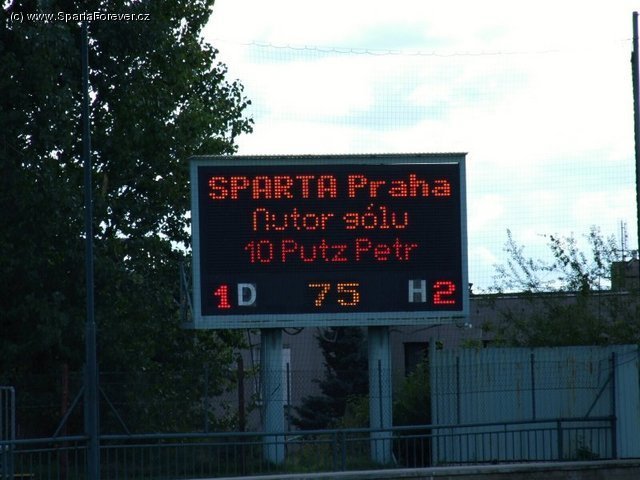 (c) www.SpartaForever.cz
SPARTA Praha
Autor gólu
10 Putz Petr
1 D 75 H 2